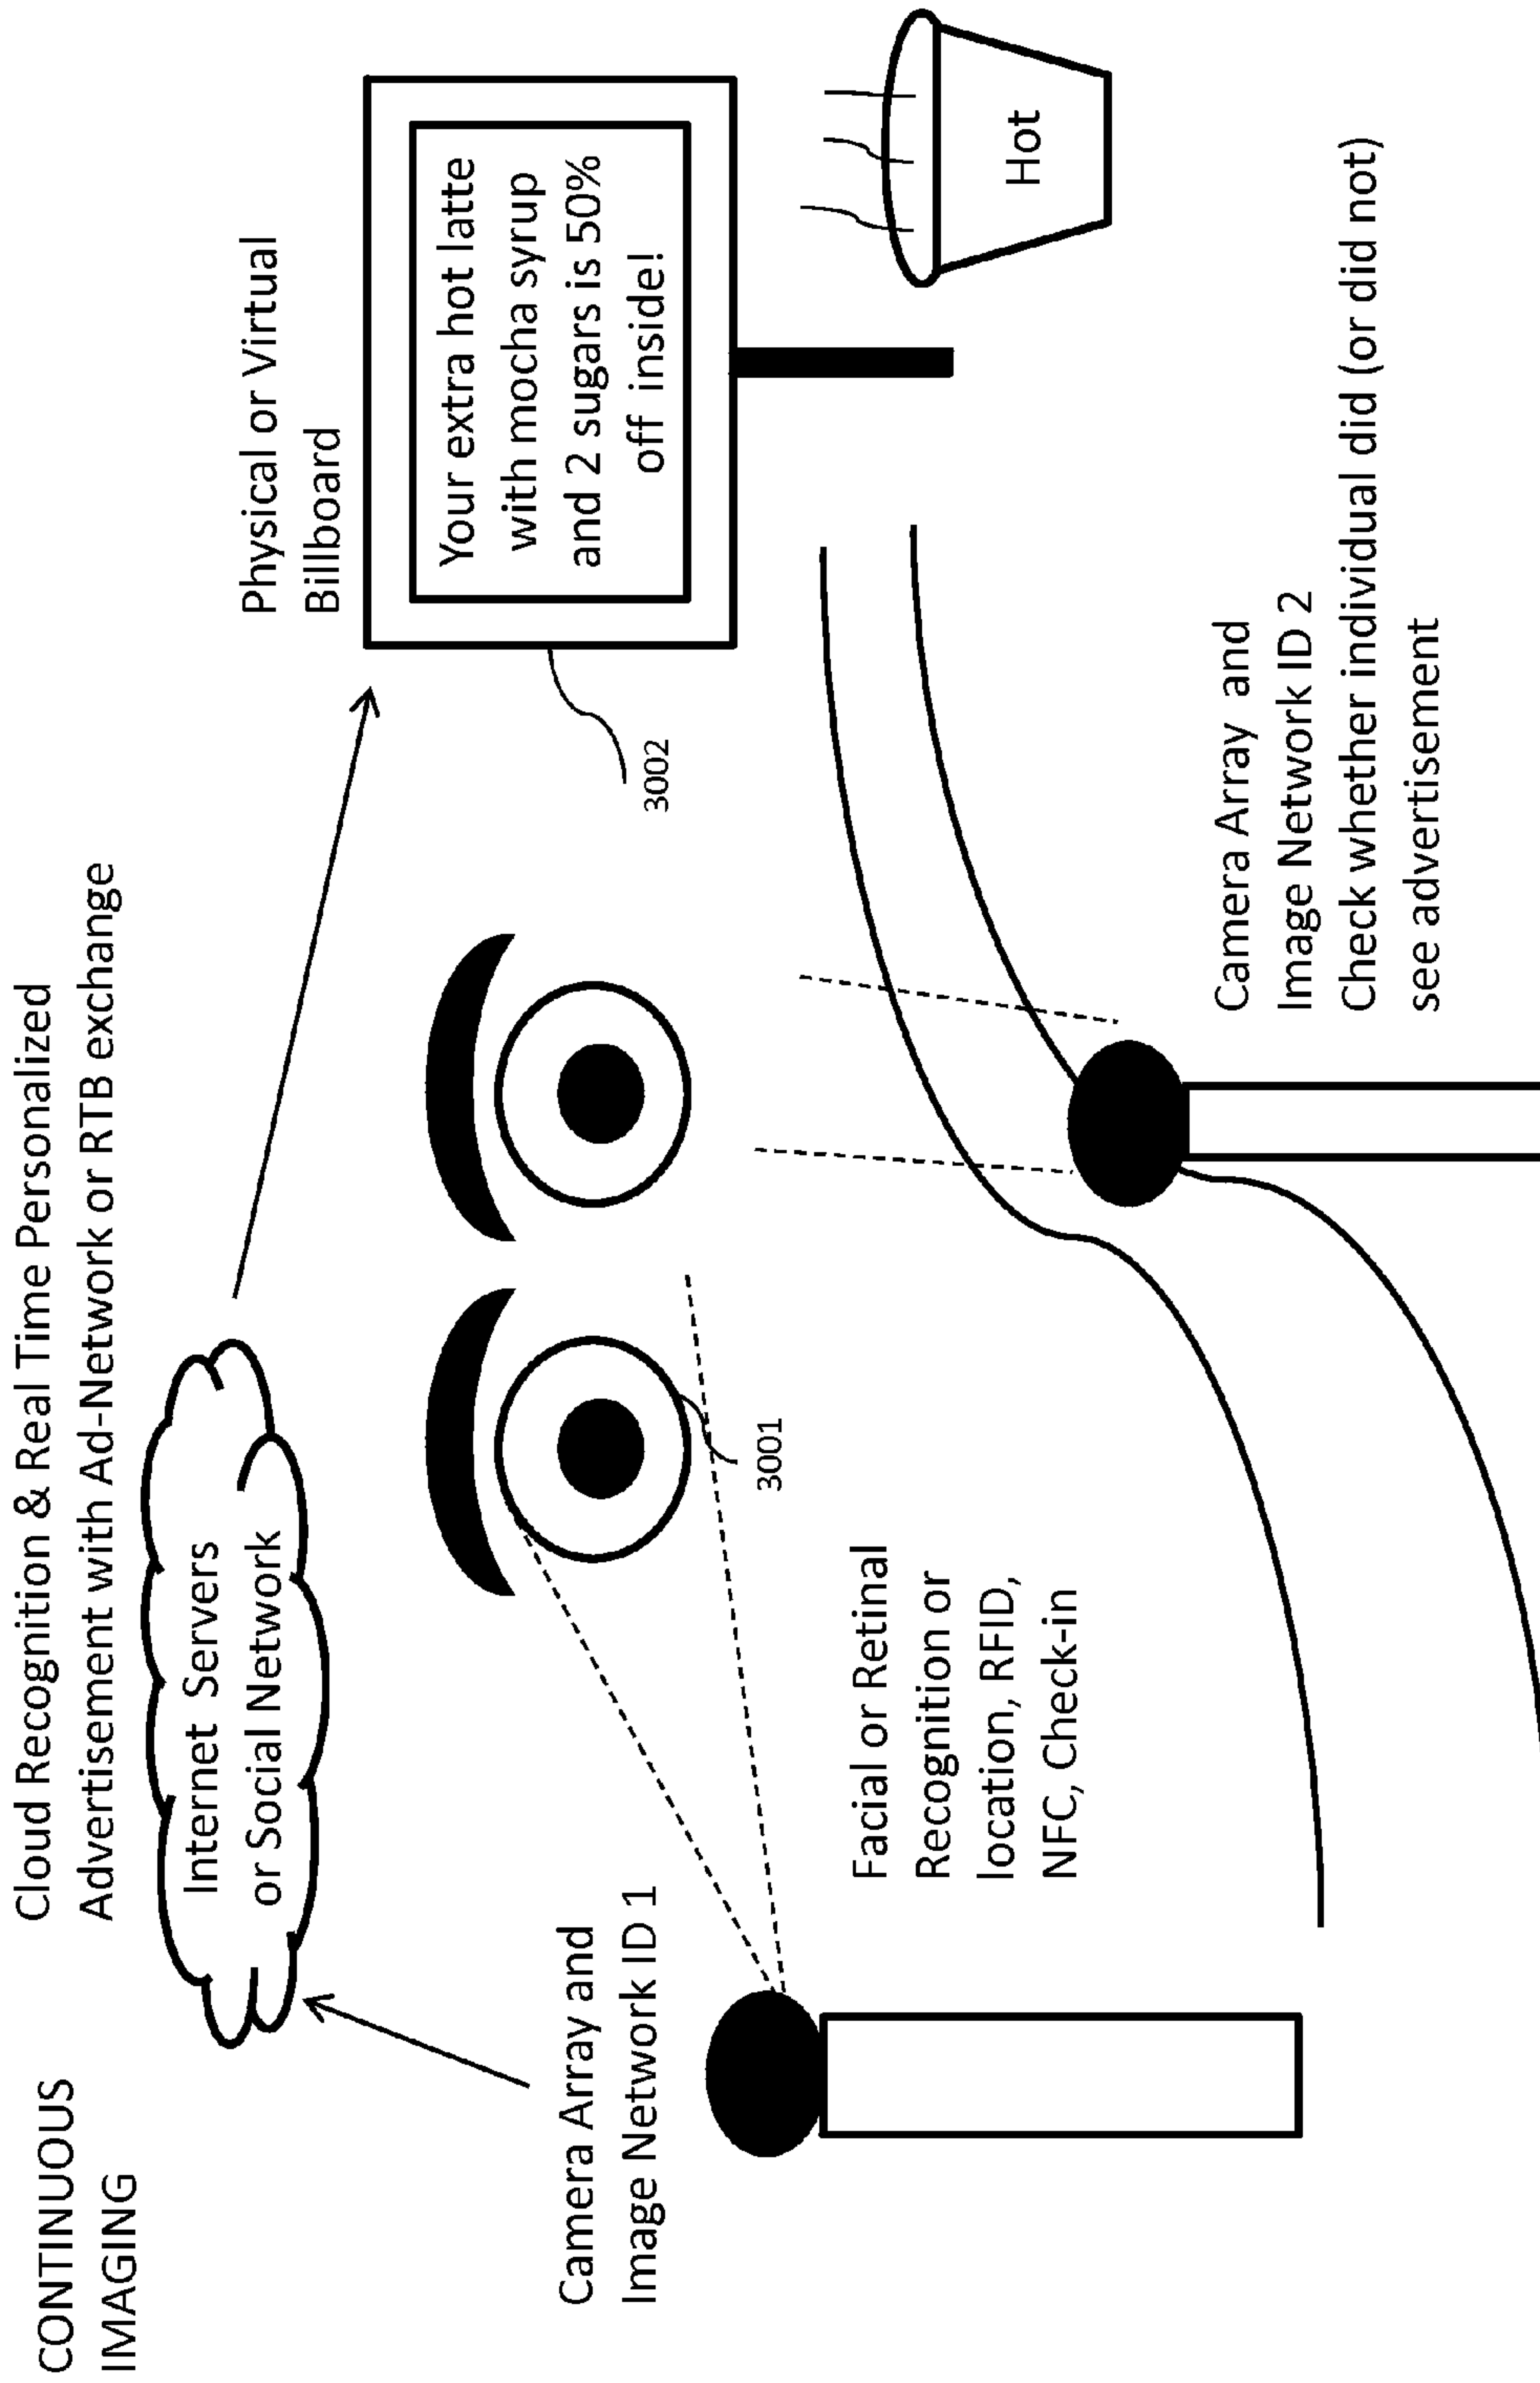 CONTINUOUS
IMAGING
Cloud Recognition & Real Time Personalized
Advertisement with Ad-Network or RTB exchange
Internet Servers
or Social Network
Physical or Virtual
Billboard
Your extra hot latte
with mocha syrup
and 2 sugars is 50%
off inside!
3002
Camera Array and
Image Network ID 1
3001
Facial or Retinal
Recognition or
location, RFID,
NFC, Check-in
Hot
Camera Array and
Image Network ID 2
Check whether individual did (or did not)
see advertisement